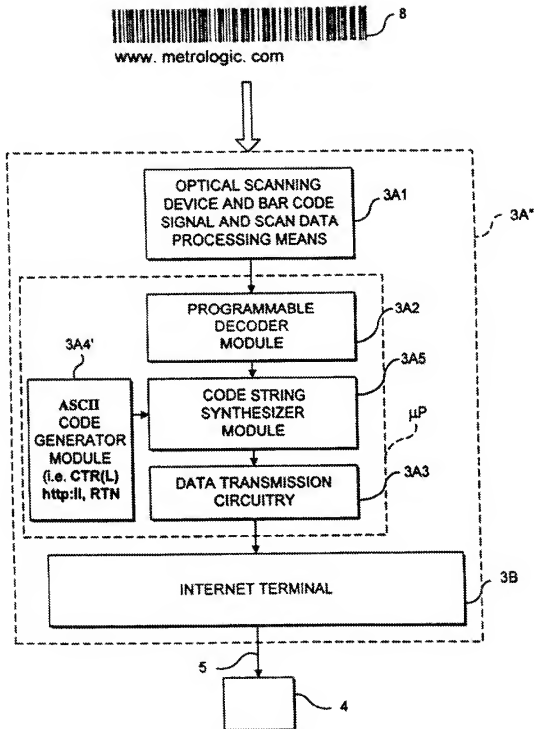 8
www. metrologic. com
OPTICAL SCANNING
DEVICE AND BAR CODE
SIGNAL AND SCAN DATA
PROCESSING MEANS
3A1
3A"
PROGRAMMABLE
DECODER
MODULE
3A2
3A4'
ASCII
CODE
GENERATOR
MODULE
(i.e. CTR(L)
http:II, RTN
CODE STRING
SYNTHESIZER
MODULE
3A5
µP
DATA TRANSMISSION
CIRCUITRY
3A3
INTERNET TERMINAL
3B
5
4